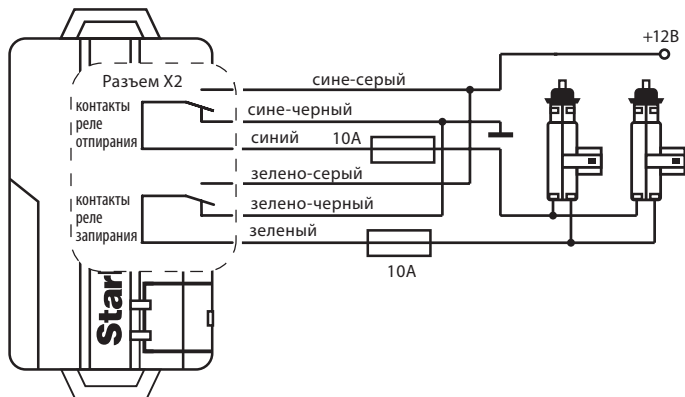 +12В
Разъем X2
сине-серый
контакты
реле
отпирания
сине-черный
синий
10А
зелено-серый
контакты
реле
запирания
зелено-черный
зеленый
10А
Star